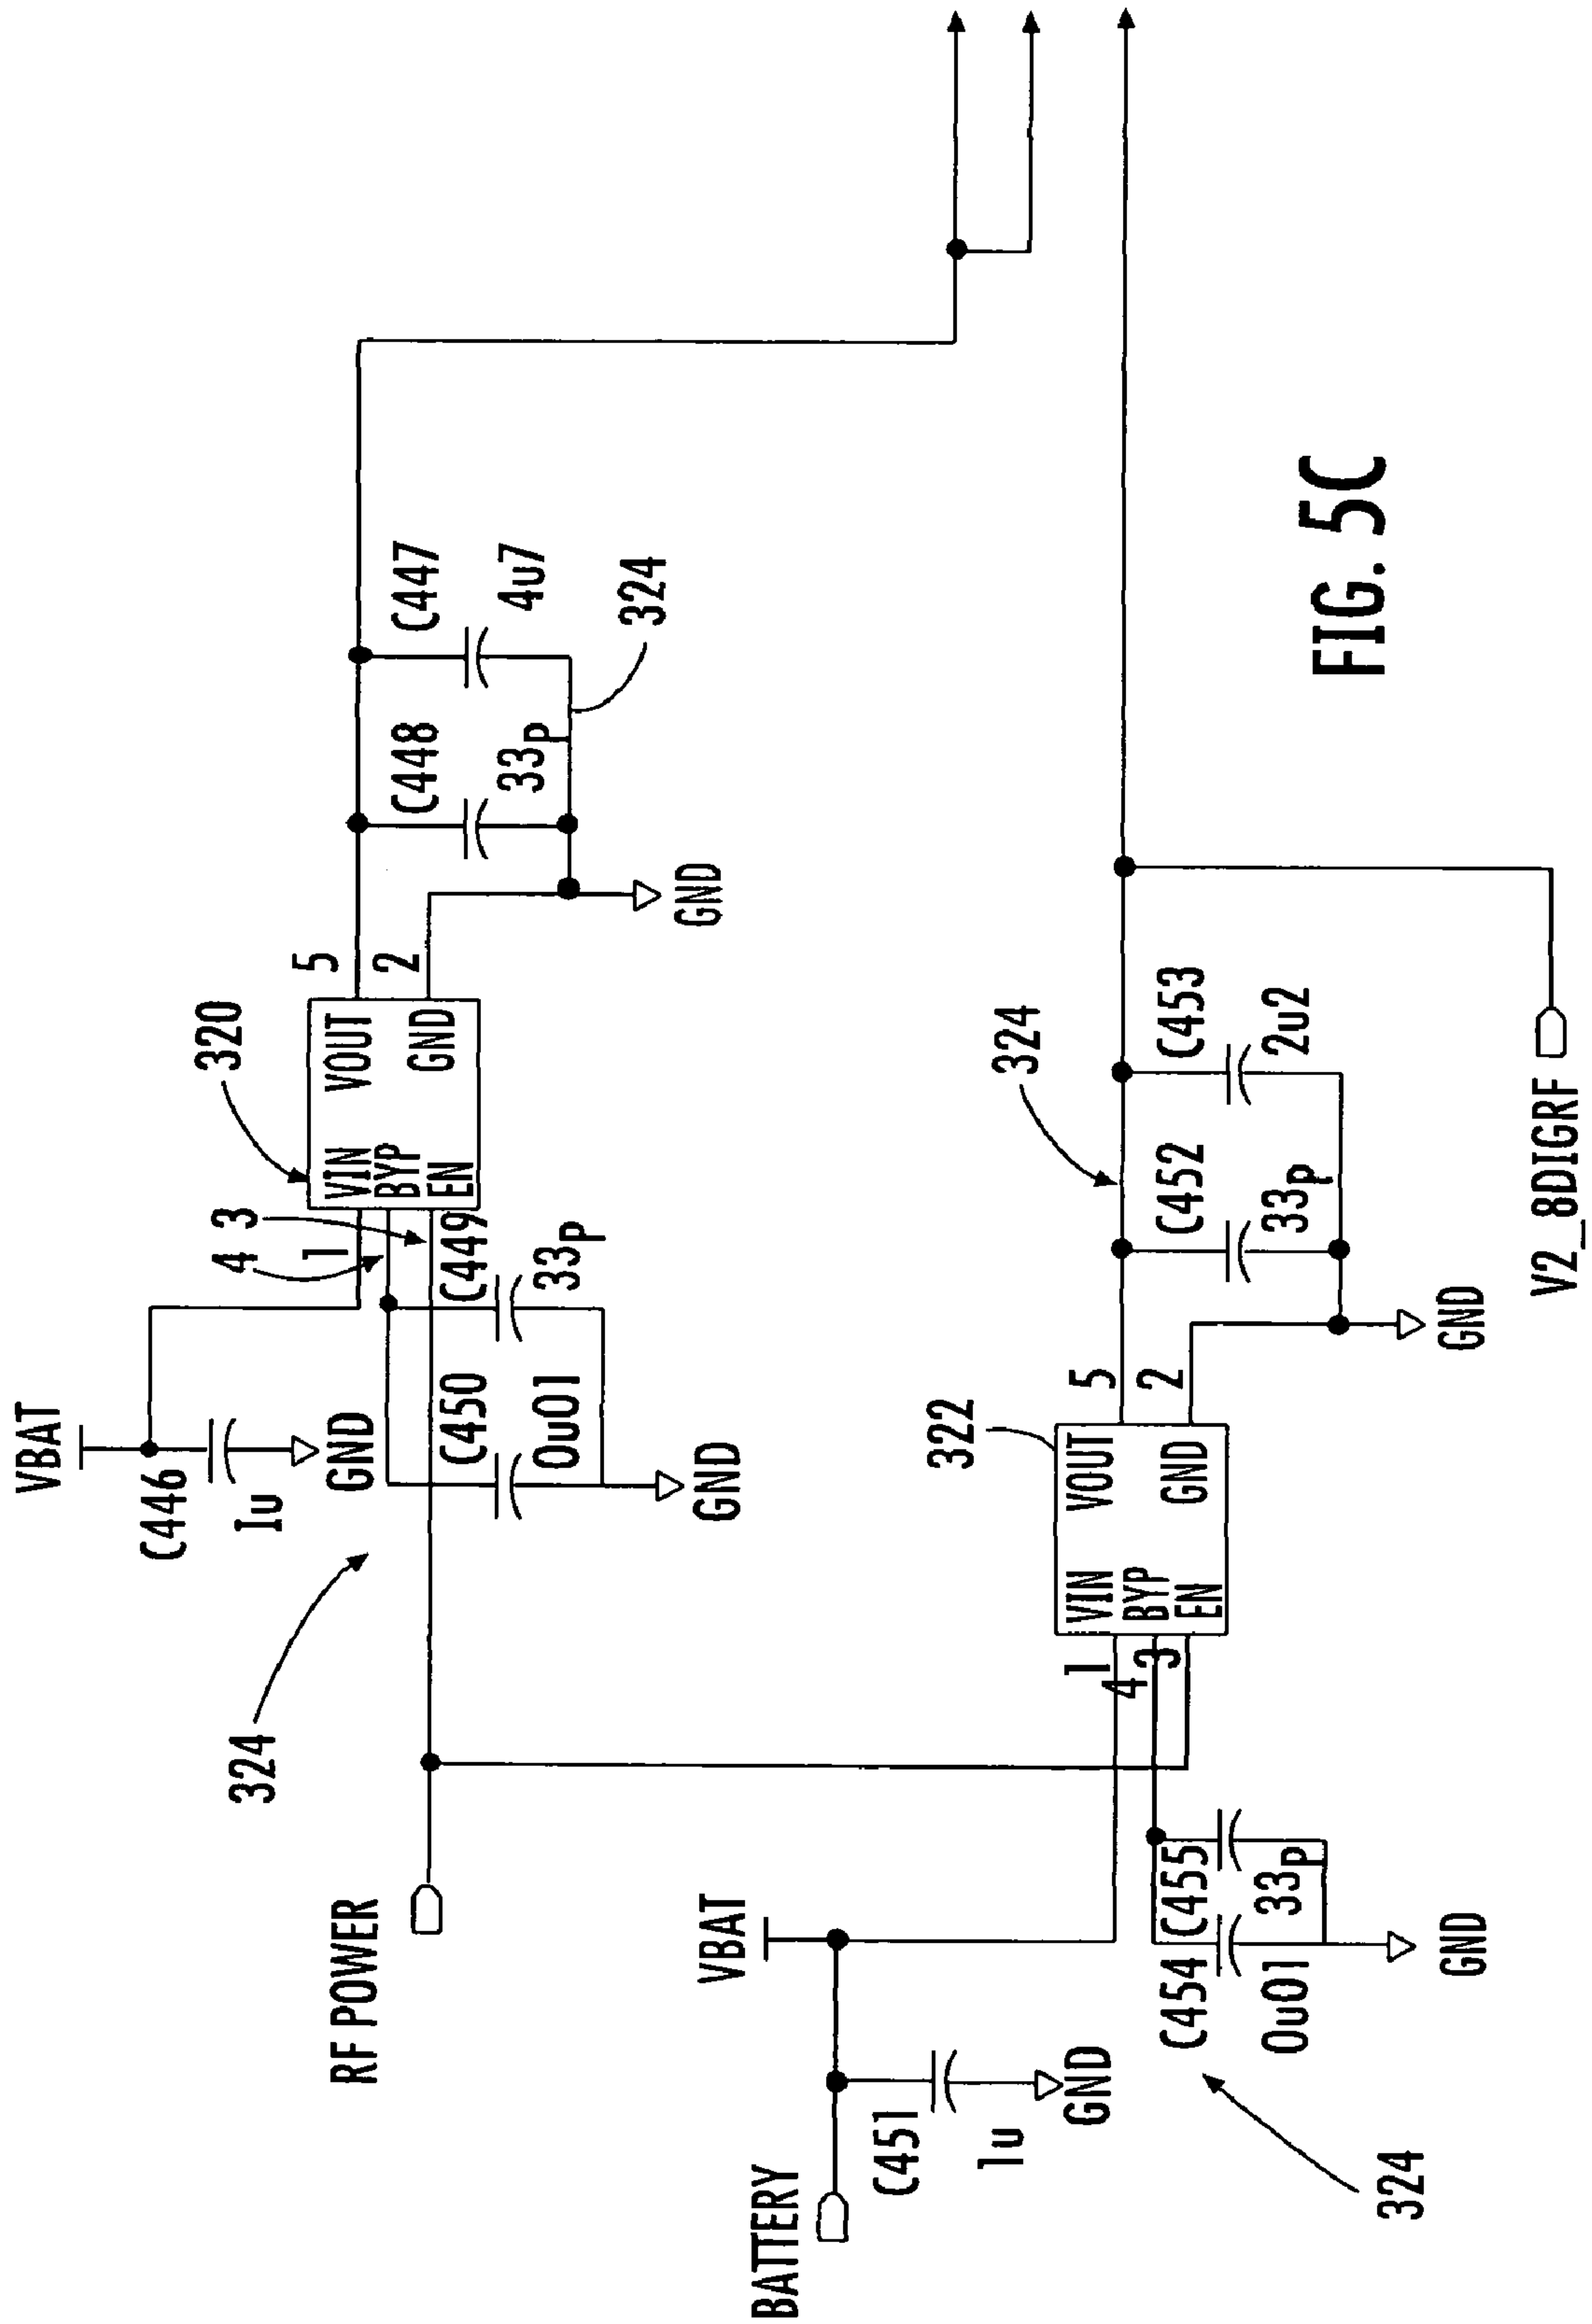 VBAT
C446
1u
GND
324
4
3
1
320
VIN
BYP
EN
VOUT
GND
5
2
C449
33p
C450
0u01
GND
C448
33p
C447
4u7
324
GND
RF POWER
VBAT
BATTERY
C451
1u
GND
322
1
4
3
VIN
BYP
EN
VOUT
GND
5
2
C454
0u01
C455
33p
GND
324
324
C452
33p
C453
2u2
GND
V2_8DIGRF
FIG. 5C